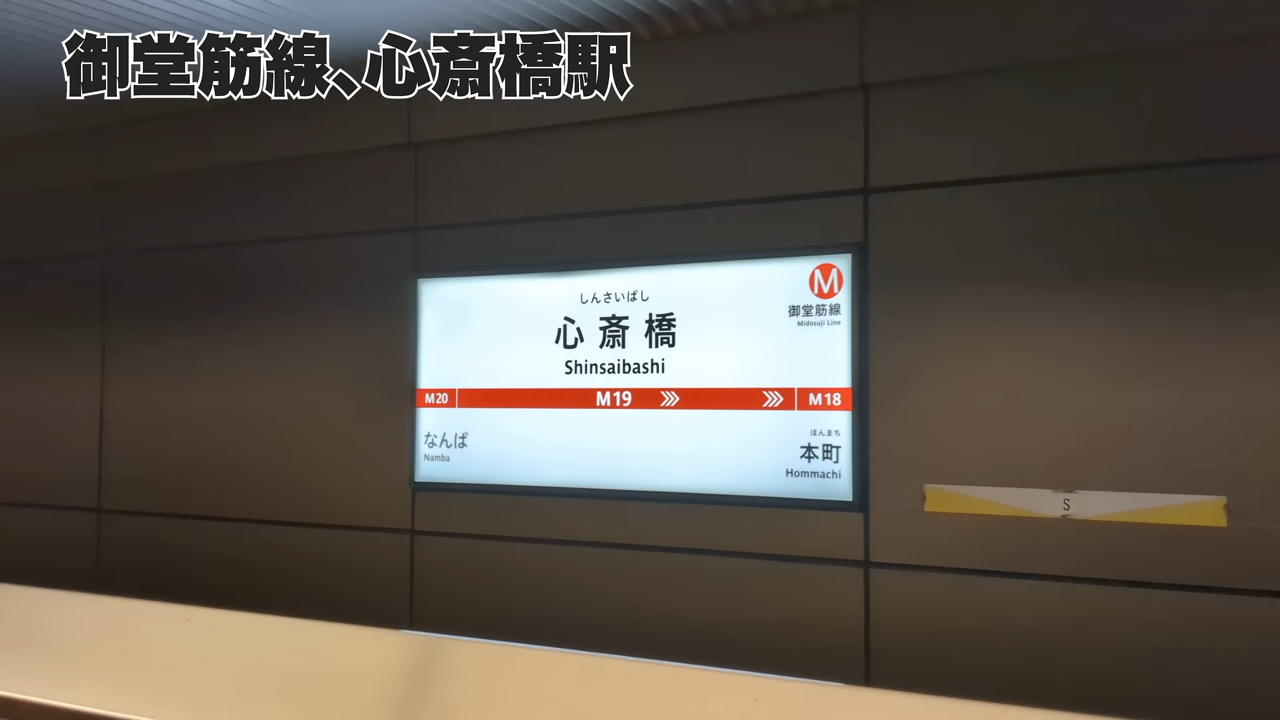 御堂筋線、心斎橋駅
M
御堂筋線
Midosuji Line
しんさいばし
心斎橋
Shinsaibashi
M20 M19 M18
なんば
Namba
ほんまち
本町
Hommachi
S